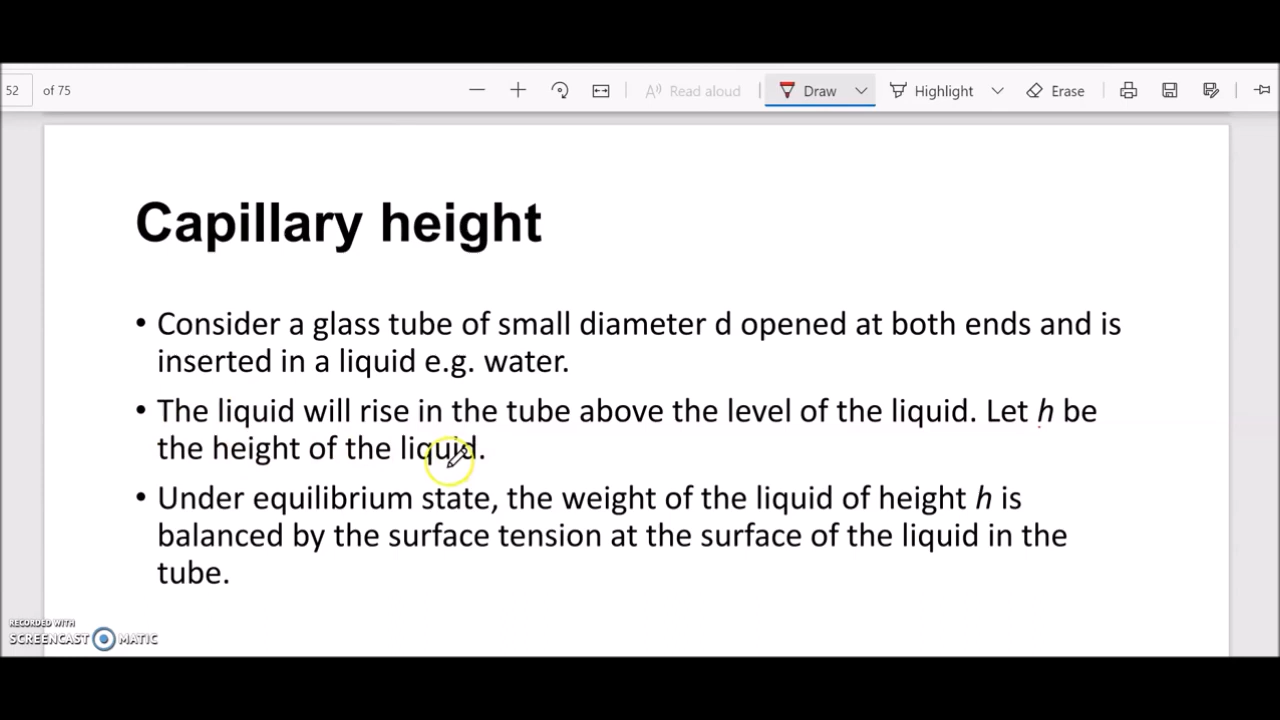 52 of 75 Read aloud Draw Highlight Erase
Capillary height
• Consider a glass tube of small diameter d opened at both ends and is
inserted in a liquid e.g. water.
• The liquid will rise in the tube above the level of the liquid. Let h be
the height of the liquid.
• Under equilibrium state, the weight of the liquid of height h is
balanced by the surface tension at the surface of the liquid in the
tube.
RECORDED WITH
SCREENCAST MATIC